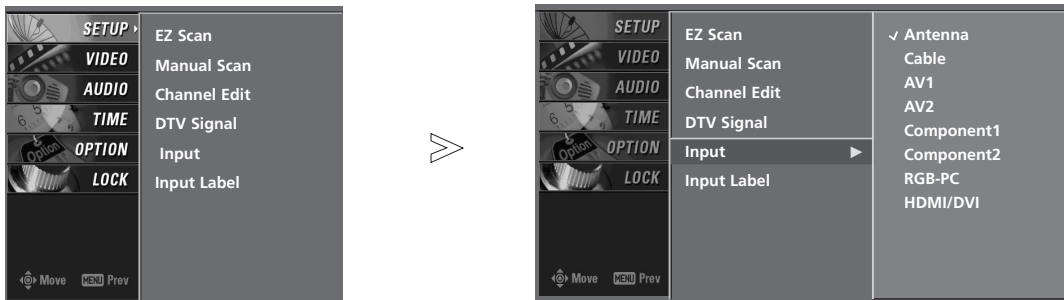 SETUP
VIDEO
AUDIO
TIME
OPTION
LOCK
Move MENU Prev
EZ Scan
Manual Scan
Channel Edit
DTV Signal
Input
Input Label
>
SETUP
VIDEO
AUDIO
TIME
OPTION
LOCK
Move MENU Prev
EZ Scan
Manual Scan
Channel Edit
DTV Signal
Input ►
Input Label
✓ Antenna
Cable
AV1
AV2
Component1
Component2
RGB-PC
HDMI/DVI